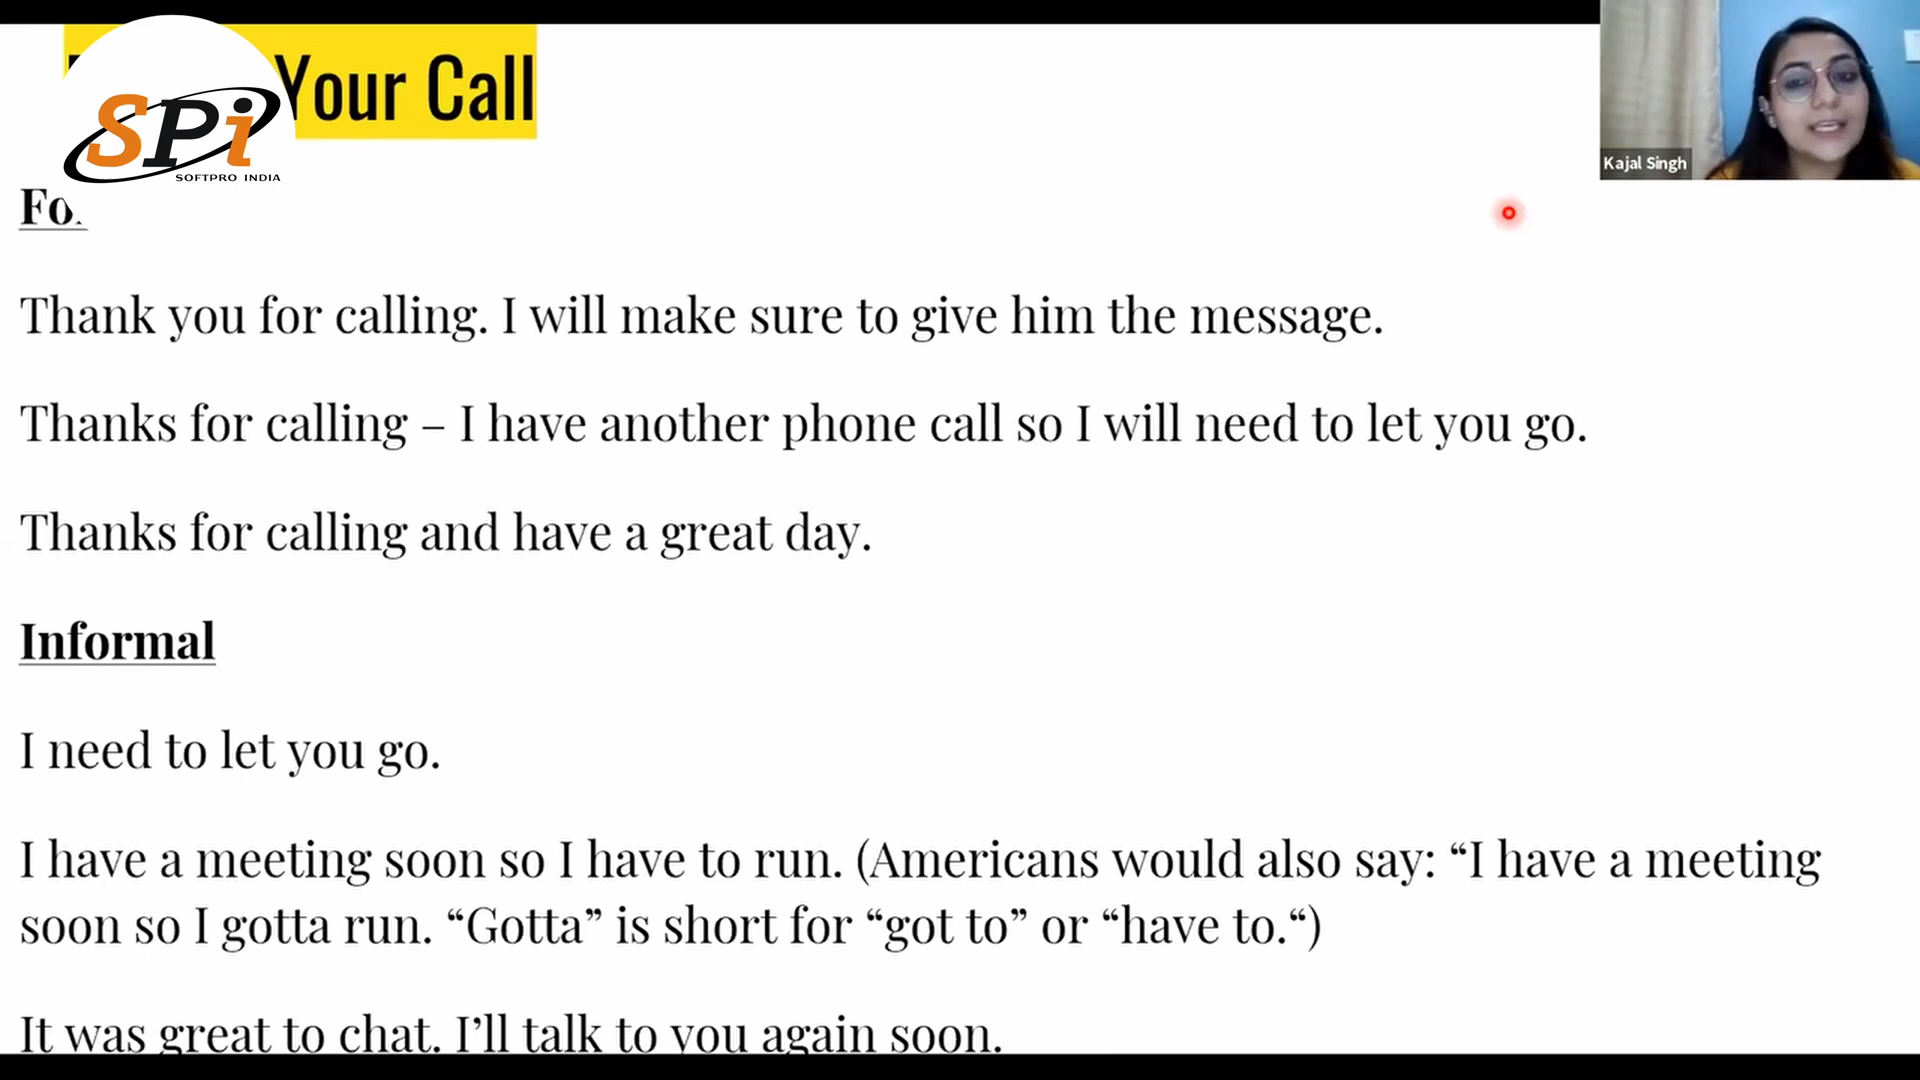 Your Call
SPi
SOFTPRO INDIA
Kajal Singh
Thank you for calling. I will make sure to give him the message.
Thanks for calling – I have another phone call so I will need to let you go.
Thanks for calling and have a great day.
Informal
I need to let you go.
I have a meeting soon so I have to run. (Americans would also say: “I have a meeting
soon so I gotta run. “Gotta” is short for “got to” or “have to.“)
It was great to chat. I’ll talk to you again soon.